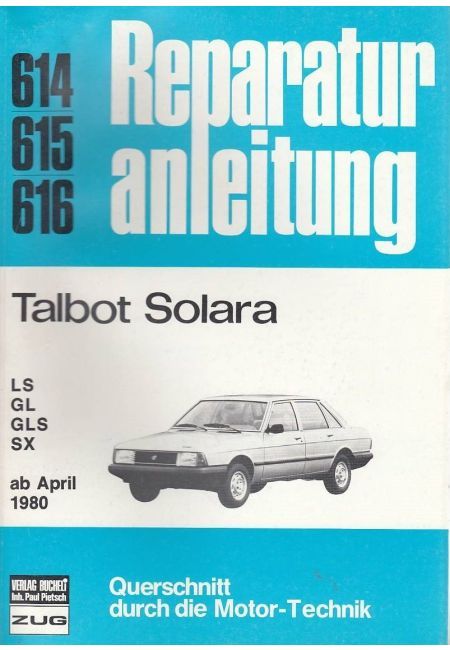 614
615
616
Reparatur
anleitung
Talbot Solara
LS
GL
GLS
SX
ab April
1980
VERLAG BUCHELI
Inh. Paul Pietsch
ZUG
Querschnitt
durch die Motor-Technik